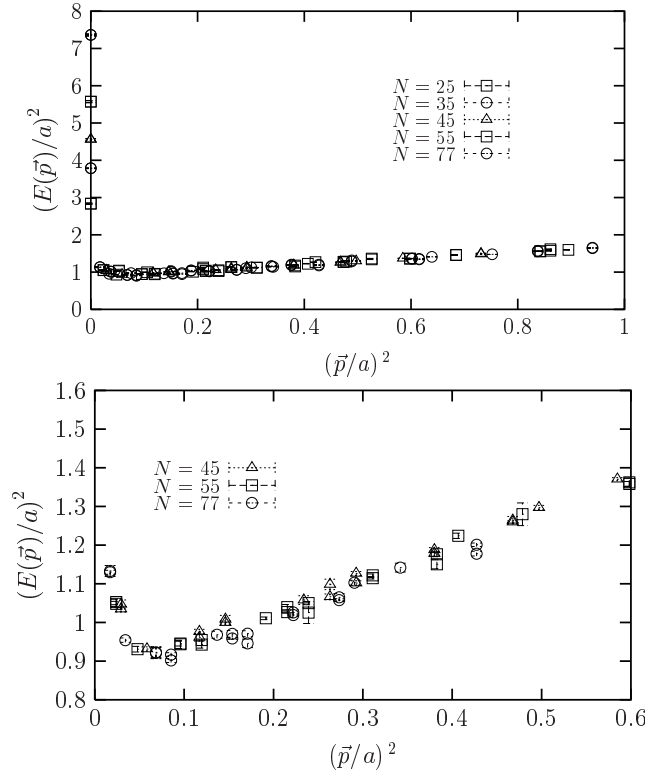 8
7
6
5
4
3
2
1
0
(E(p⃗)/a)²
N = 25
N = 35
N = 45
N = 55
N = 77
0 0.2 0.4 0.6 0.8 1
(p⃗/a)²
1.6
1.5
1.4
1.3
1.2
1.1
1
0.9
0.8
(E(p⃗)/a)²
N = 45
N = 55
N = 77
0 0.1 0.2 0.3 0.4 0.5 0.6
(p⃗/a)²